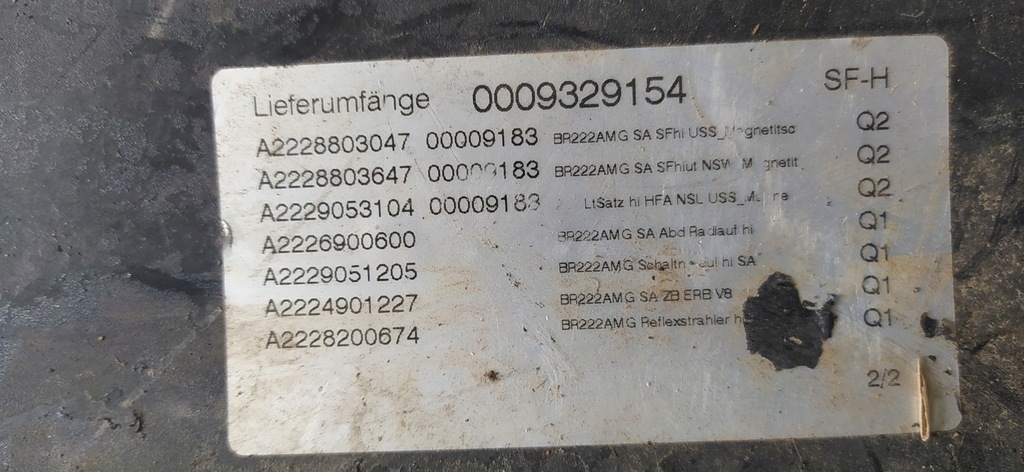 Lieferumfänge 0009329154 SF-H
A2228803047 00009183 BR222AMG SA SFhi Q2
A2228803647 BR222AMG SA SFhiut NSW Q2
A2229053104 00009183 LtSatz hi HFA NSL Q2
A2226900600 BR222AMG SA Abd Radlauf hi Q1
A2229051205 BR222AMG hi SA Q1
A2224901227 BR222AMG SA ZB ERB V8 Q1
A2228200674 BR222AMG Reflexstrahler Q1
2/2